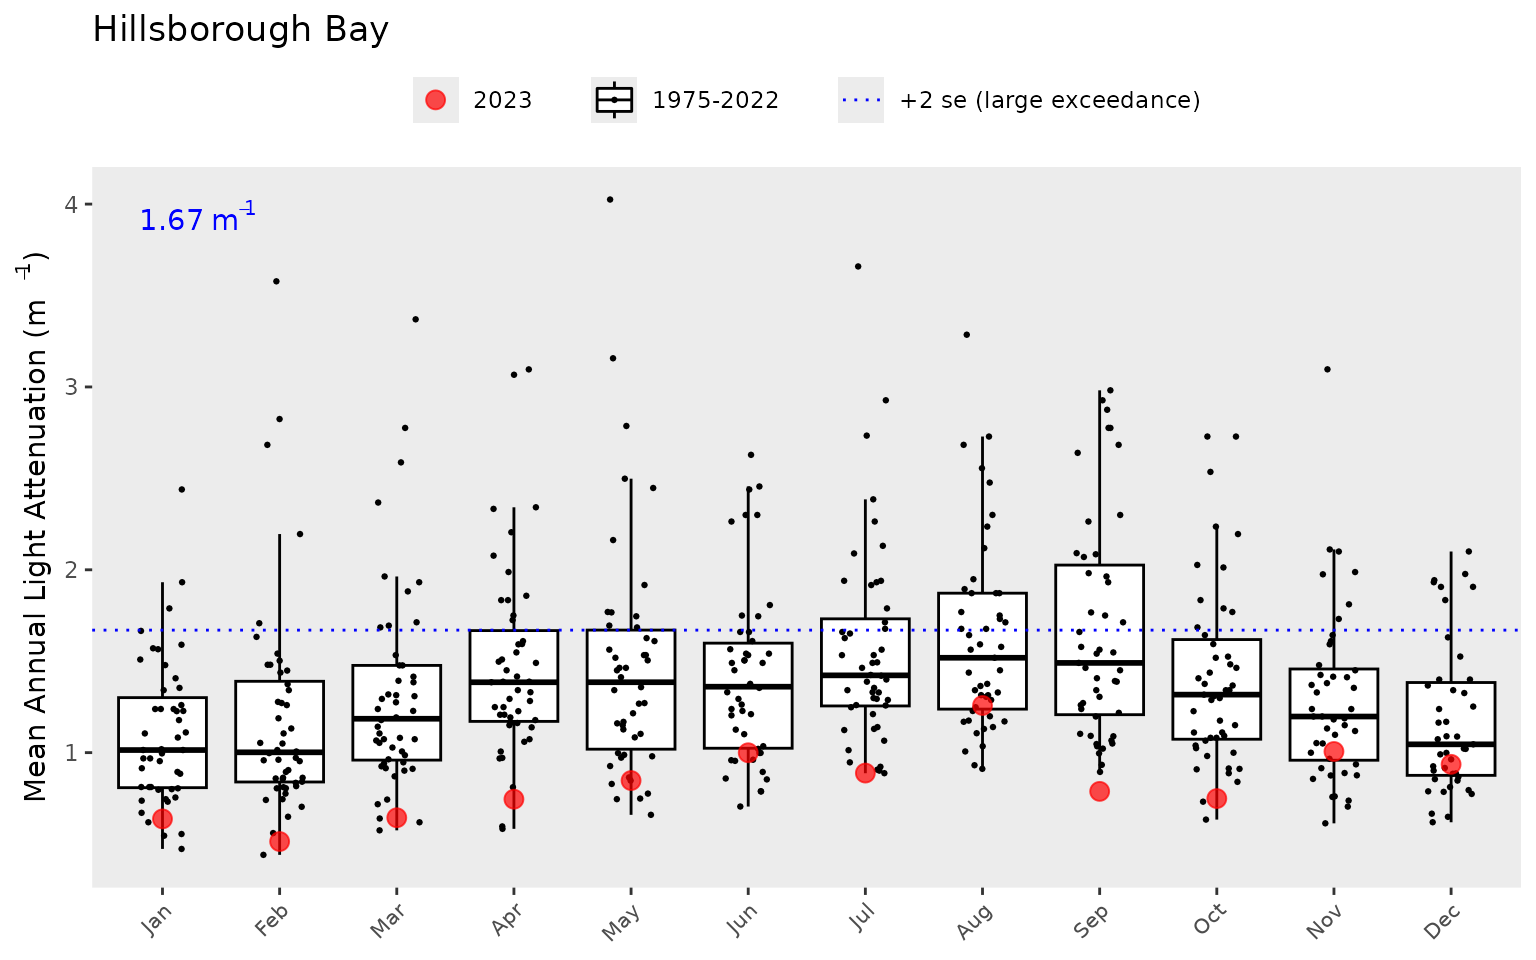 Hillsborough Bay
2023
1975-2022
+2 se (large exceedance)
1.67 m⁻¹
Mean Annual Light Attenuation (m ⁻¹)
4
3
2
1
Jan Feb Mar Apr May Jun Jul Aug Sep Oct Nov Dec